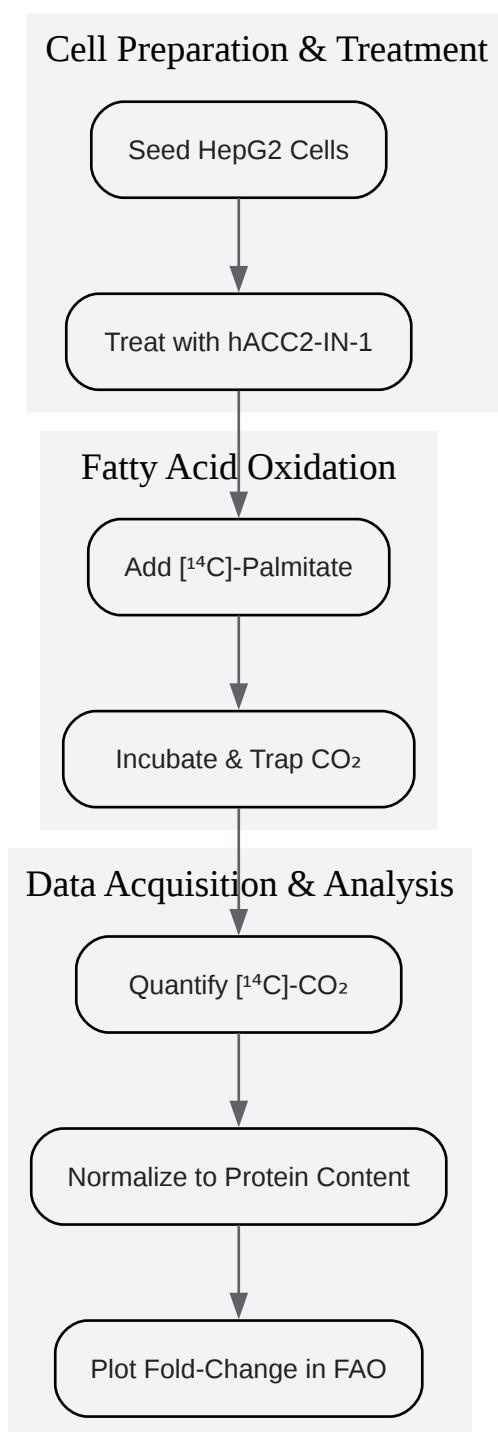 Cell Preparation & Treatment
Seed HepG2 Cells
Treat with hACC2-IN-1
Fatty Acid Oxidation
Add [¹⁴C]-Palmitate
Incubate & Trap CO₂
Data Acquisition & Analysis
Quantify [¹⁴C]-CO₂
Normalize to Protein Content
Plot Fold-Change in FAO